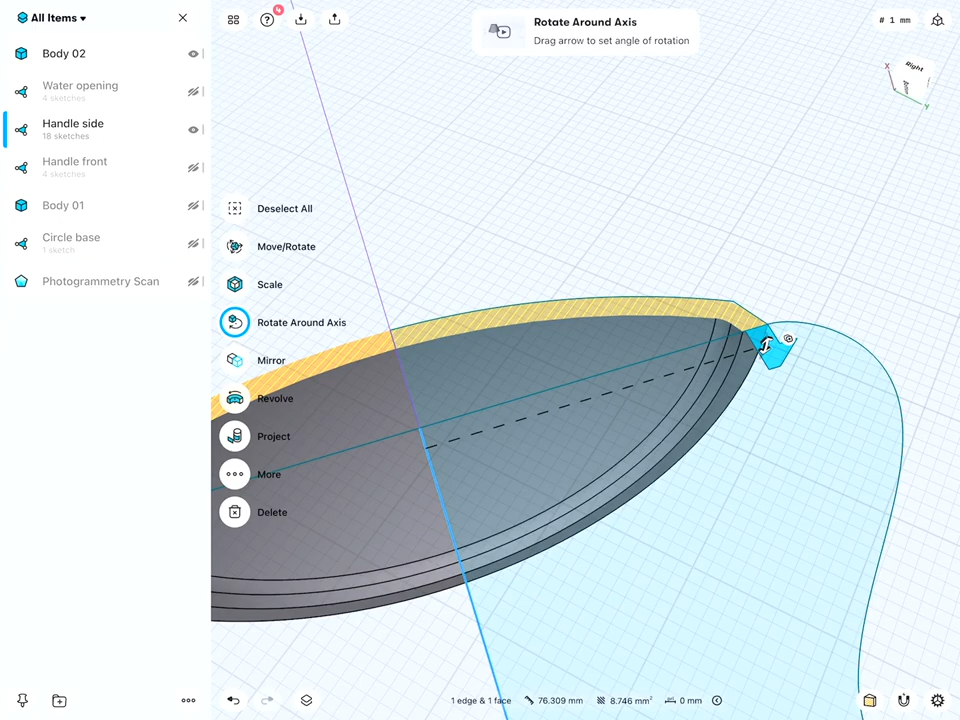 All Items
Body 02
Water opening
4 sketches
Handle side
18 sketches
Handle front
4 sketches
Body 01
Circle base
1 sketch
Photogrammetry Scan
4
Rotate Around Axis
Drag arrow to set angle of rotation
# 1 mm
Right
X
Y
Deselect All
Move/Rotate
Scale
Rotate Around Axis
Mirror
Revolve
Project
More
Delete
1 edge & 1 face
76.309 mm
8.746 mm²
0 mm